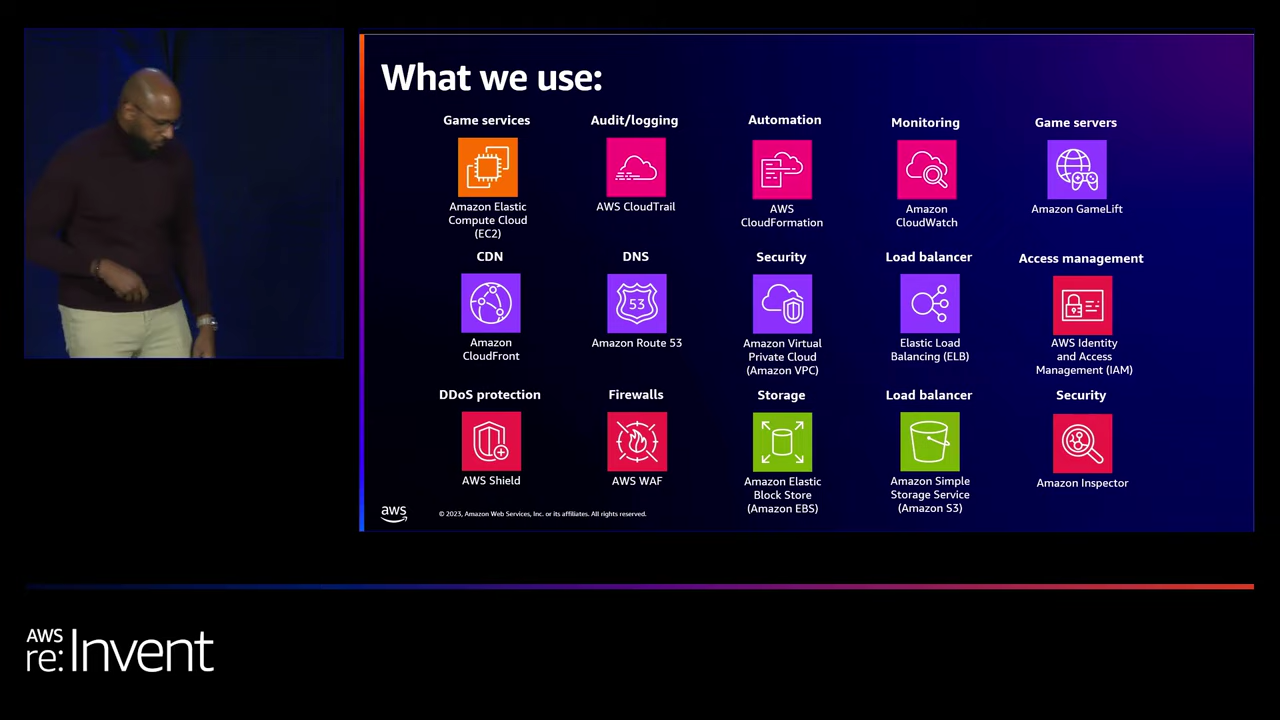 What we use:
Game services
Audit/logging
Automation
Monitoring
Game servers
Amazon Elastic
Compute Cloud
(EC2)
AWS CloudTrail
AWS
CloudFormation
Amazon
CloudWatch
Amazon GameLift
CDN
DNS
Security
Load balancer
Access management
53
Amazon
CloudFront
Amazon Route 53
Amazon Virtual
Private Cloud
(Amazon VPC)
Elastic Load
Balancing (ELB)
AWS Identity
and Access
Management (IAM)
DDoS protection
Firewalls
Storage
Load balancer
Security
AWS Shield
AWS WAF
Amazon Elastic
Block Store
(Amazon EBS)
Amazon Simple
Storage Service
(Amazon S3)
Amazon Inspector
aws
© 2023, Amazon Web Services, Inc. or its affiliates. All rights reserved.
AWS
re:Invent